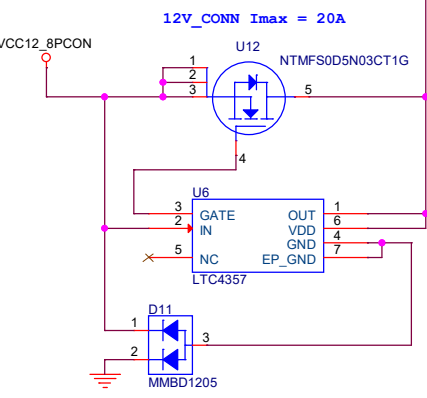 12V_CONN Imax = 20A
VCC12_8PCON
U12
NTMFS0D5N03CT1G
1
2
3
5
4
U6
3 GATE OUT 1
2 IN VDD 6
GND 4
5 NC EP_GND 7
LTC4357
D11
1
3
2
MMBD1205